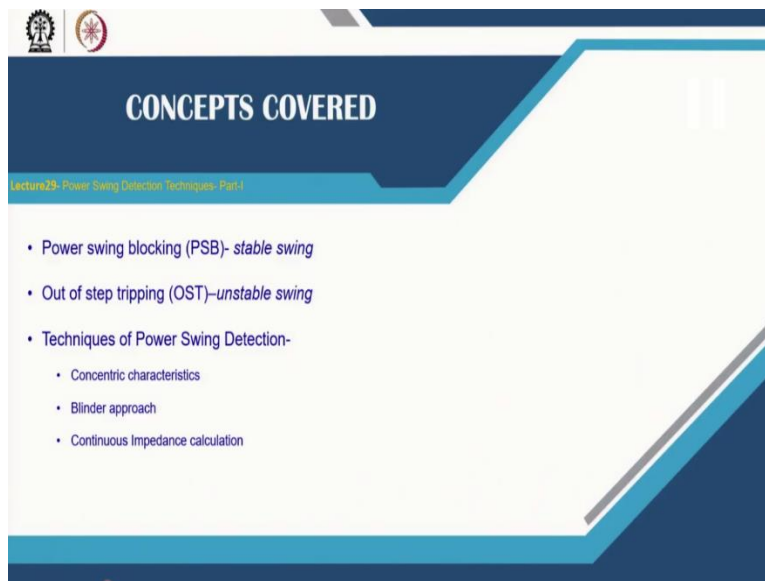 CONCEPTS COVERED
Lecture29- Power Swing Detection Techniques- Part-I
• Power swing blocking (PSB)- stable swing
• Out of step tripping (OST)–unstable swing
• Techniques of Power Swing Detection-
• Concentric characteristics
• Blinder approach
• Continuous Impedance calculation